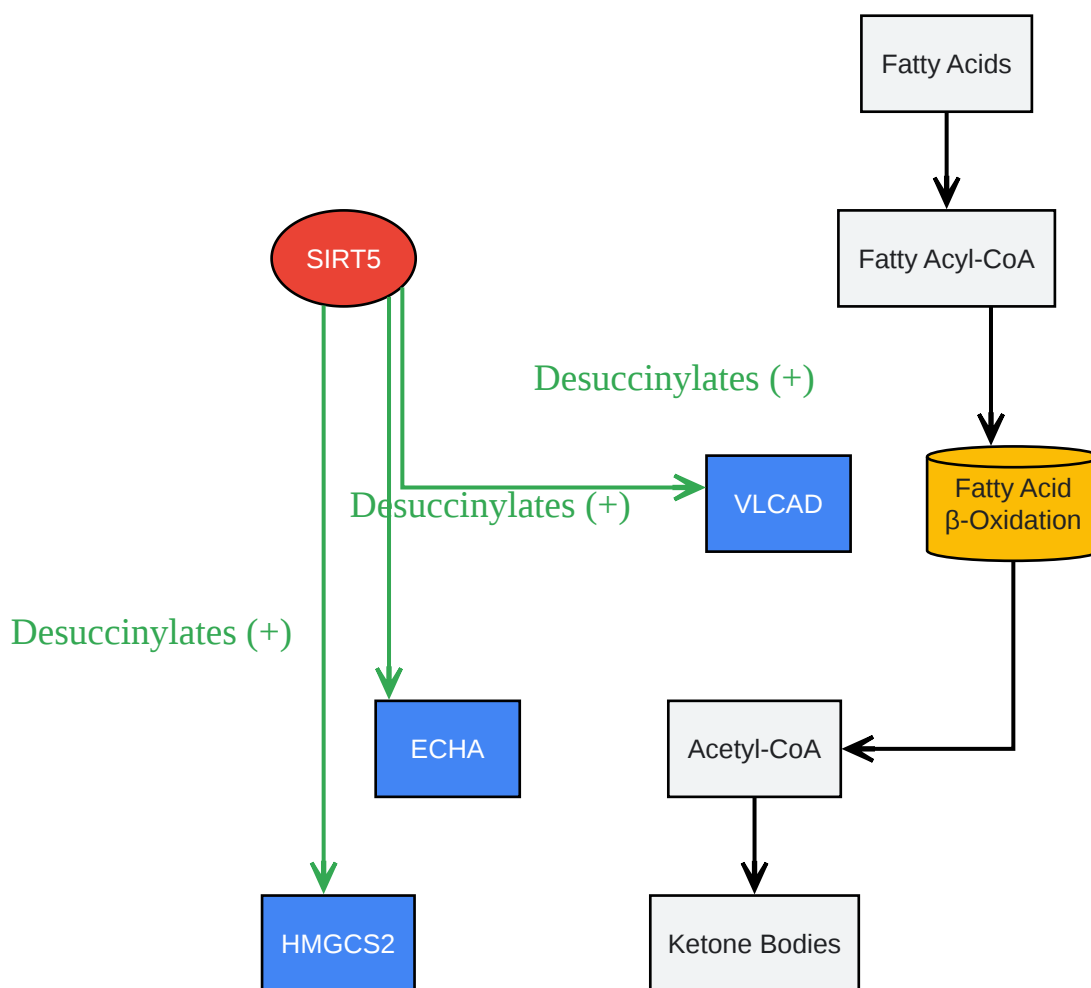 Fatty Acids
SIRT5
Fatty Acyl-CoA
Desuccinylates (+)
Desuccinylates (+)
VLCAD
Fatty Acid
β-Oxidation
Desuccinylates (+)
ECHA
Acetyl-CoA
HMGCS2
Ketone Bodies